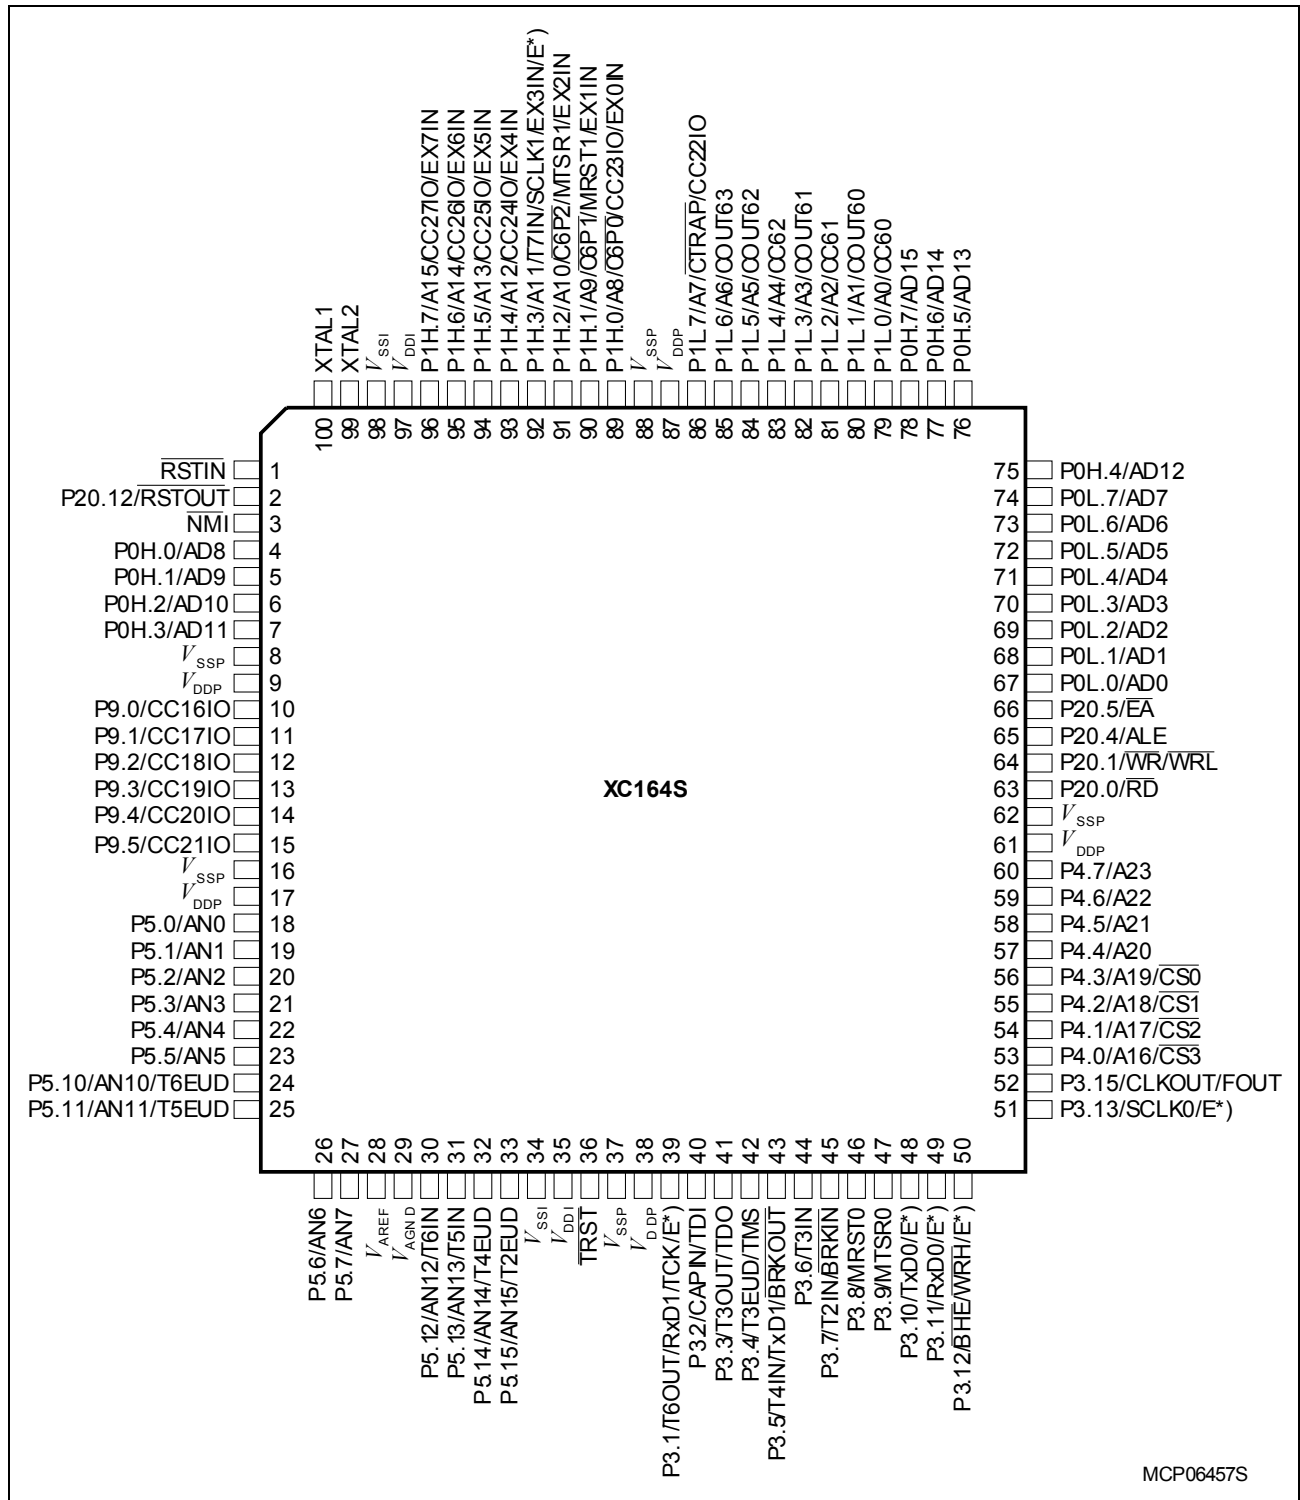 XTAL1
XTAL2
VSSI
VDDI
P1H.7/A15/CC27IO/EX7IN
P1H.6/A14/CC26IO/EX6IN
P1H.5/A13/CC25IO/EX5IN
P1H.4/A12/CC24IO/EX4IN
P1H.3/A11/T7IN/SCLK1/EX3IN/E*)
P1H.2/A10/C6P2/MTSR1/EX2IN
P1H.1/A9/C6P1/MRST1/EX1IN
P1H.0/A8/C6P0/CC23IO/EX0IN
VSSP
VDDP
P1L.7/A7/CTRAP/CC22IO
P1L.6/A6/COUT63
P1L.5/A5/COUT62
P1L.4/A4/CC62
P1L.3/A3/COUT61
P1L.2/A2/CC61
P1L.1/A1/COUT60
P1L.0/A0/CC60
P0H.7/AD15
P0H.6/AD14
P0H.5/AD13
100
99
98
97
96
95
94
93
92
91
90
89
88
87
86
85
84
83
82
81
80
79
78
77
76
RSTIN 1
P20.12/RSTOUT 2
NMI 3
P0H.0/AD8 4
P0H.1/AD9 5
P0H.2/AD10 6
P0H.3/AD11 7
VSSP 8
VDDP 9
P9.0/CC16IO 10
P9.1/CC17IO 11
P9.2/CC18IO 12
P9.3/CC19IO 13
P9.4/CC20IO 14
P9.5/CC21IO 15
VSSP 16
VDDP 17
P5.0/AN0 18
P5.1/AN1 19
P5.2/AN2 20
P5.3/AN3 21
P5.4/AN4 22
P5.5/AN5 23
P5.10/AN10/T6EUD 24
P5.11/AN11/T5EUD 25
XC164S
75 P0H.4/AD12
74 P0L.7/AD7
73 P0L.6/AD6
72 P0L.5/AD5
71 P0L.4/AD4
70 P0L.3/AD3
69 P0L.2/AD2
68 P0L.1/AD1
67 P0L.0/AD0
66 P20.5/EA
65 P20.4/ALE
64 P20.1/WR/WRL
63 P20.0/RD
62 VSSP
61 VDDP
60 P4.7/A23
59 P4.6/A22
58 P4.5/A21
57 P4.4/A20
56 P4.3/A19/CS0
55 P4.2/A18/CS1
54 P4.1/A17/CS2
53 P4.0/A16/CS3
52 P3.15/CLKOUT/FOUT
51 P3.13/SCLK0/E*)
26
27
28
29
30
31
32
33
34
35
36
37
38
39
40
41
42
43
44
45
46
47
48
49
50
P5.6/AN6
P5.7/AN7
VAREF
VAGND
P5.12/AN12/T6IN
P5.13/AN13/T5IN
P5.14/AN14/T4EUD
P5.15/AN15/T2EUD
VSSI
VDDI
TRST
VSSP
VDDP
P3.1/T6OUT/RxD1/TCK/E*)
P3.2/CAPIN/TDI
P3.3/T3OUT/TDO
P3.4/T3EUD/TMS
P3.5/T4IN/TxD1/BRKOUT
P3.6/T3IN
P3.7/T2IN/BRKIN
P3.8/MRST0
P3.9/MTSR0
P3.10/TxD0/E*)
P3.11/RxD0/E*)
P3.12/BHE/WRH/E*)
MCP06457S